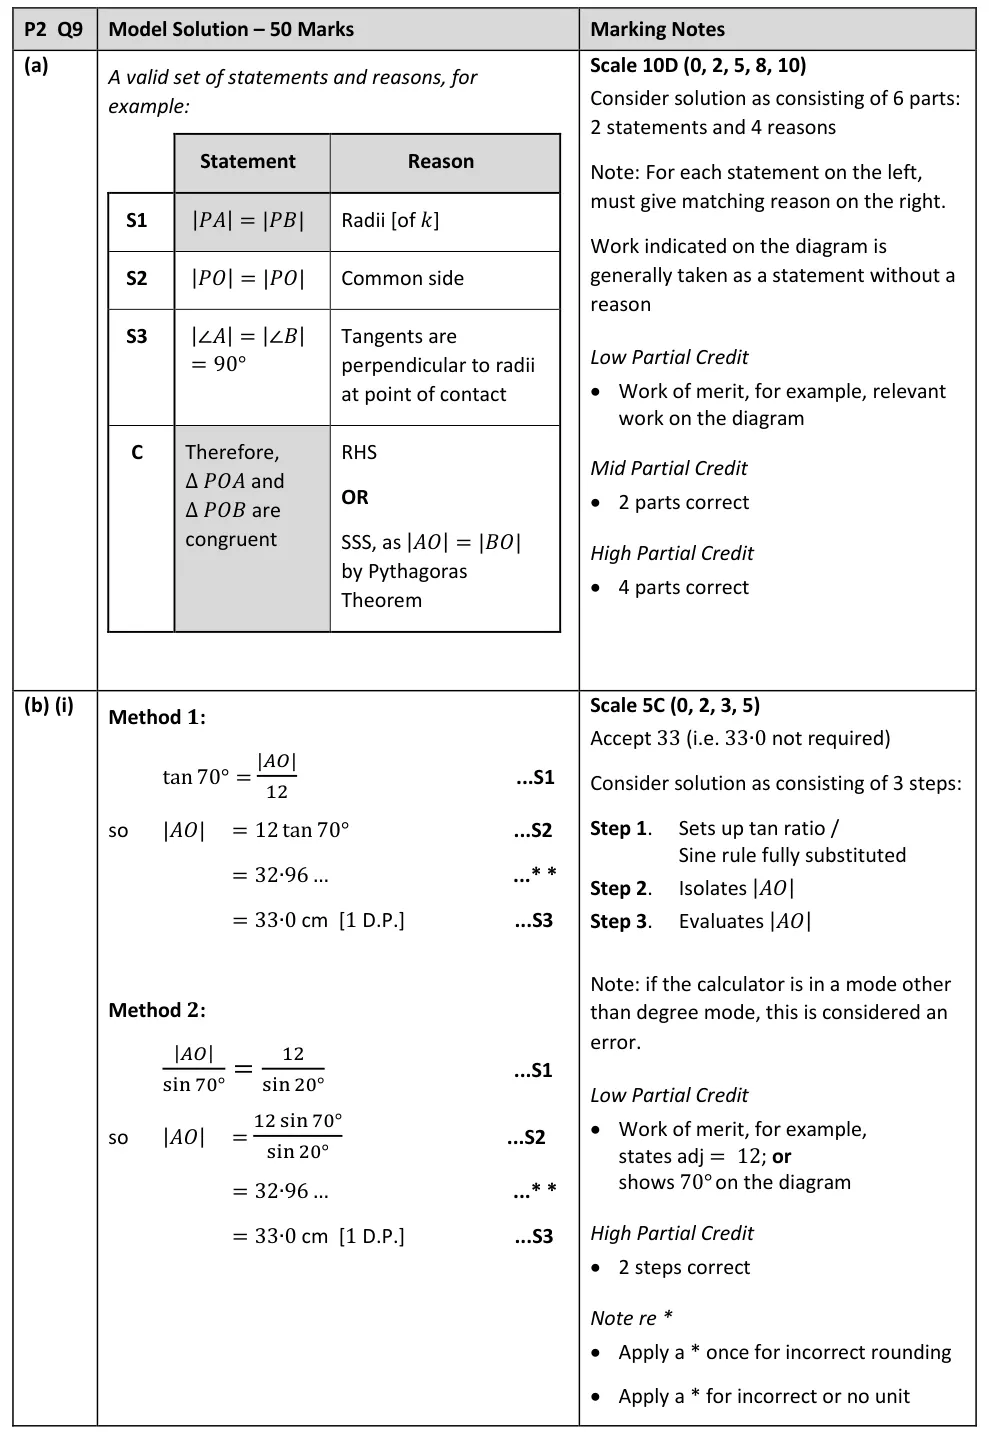 P2 Q9
Model Solution – 50 Marks
Marking Notes
(a)
A valid set of statements and reasons, for
example:
Statement
Reason
S1
|PA| = |PB|
Radii [of k]
S2
|PO| = |PO|
Common side
S3
|∠A| = |∠B|
= 90°
Tangents are
perpendicular to radii
at point of contact
C
Therefore,
Δ POA and
Δ POB are
congruent
RHS
OR
SSS, as |AO| = |BO|
by Pythagoras
Theorem
Scale 10D (0, 2, 5, 8, 10)
Consider solution as consisting of 6 parts:
2 statements and 4 reasons
Note: For each statement on the left,
must give matching reason on the right.
Work indicated on the diagram is
generally taken as a statement without a
reason
Low Partial Credit
• Work of merit, for example, relevant
work on the diagram
Mid Partial Credit
• 2 parts correct
High Partial Credit
• 4 parts correct
(b) (i)
Method 1:
tan 70° = |AO|/12 ...S1
so |AO| = 12 tan 70° ...S2
= 32·96 ... ...* *
= 33·0 cm [1 D.P.] ...S3
Method 2:
|AO|/sin 70° = 12/sin 20° ...S1
so |AO| = 12 sin 70°/sin 20° ...S2
= 32·96 ... ...* *
= 33·0 cm [1 D.P.] ...S3
Scale 5C (0, 2, 3, 5)
Accept 33 (i.e. 33·0 not required)
Consider solution as consisting of 3 steps:
Step 1. Sets up tan ratio /
Sine rule fully substituted
Step 2. Isolates |AO|
Step 3. Evaluates |AO|
Note: if the calculator is in a mode other
than degree mode, this is considered an
error.
Low Partial Credit
• Work of merit, for example,
states adj = 12; or
shows 70° on the diagram
High Partial Credit
• 2 steps correct
Note re *
• Apply a * once for incorrect rounding
• Apply a * for incorrect or no unit